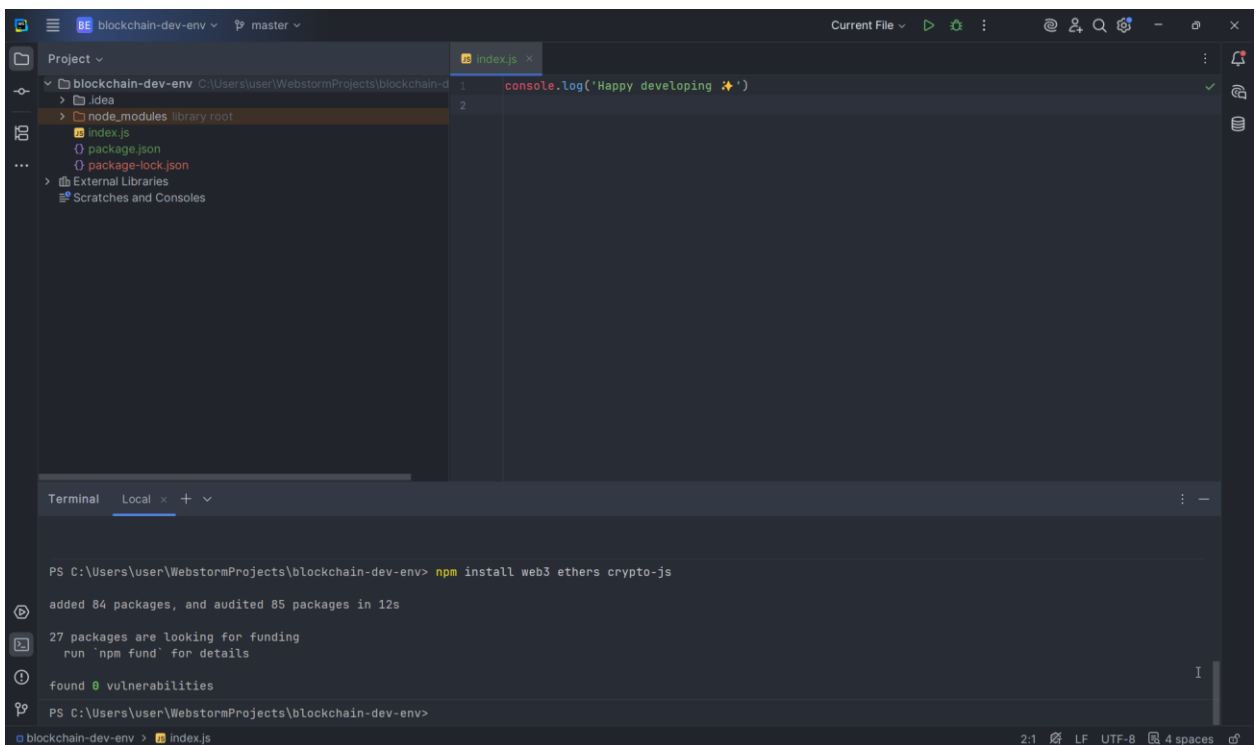 BE blockchain-dev-env master Current File
Project
index.js
blockchain-dev-env C:\Users\user\WebstormProjects\blockchain-d
.idea
node_modules library root
index.js
package.json
package-lock.json
External Libraries
Scratches and Consoles
1 console.log('Happy developing ✨')
2
Terminal Local
PS C:\Users\user\WebstormProjects\blockchain-dev-env> npm install web3 ethers crypto-js
added 84 packages, and audited 85 packages in 12s
27 packages are looking for funding
run `npm fund` for details
found 0 vulnerabilities
PS C:\Users\user\WebstormProjects\blockchain-dev-env>
blockchain-dev-env > index.js 2:1 LF UTF-8 4 spaces